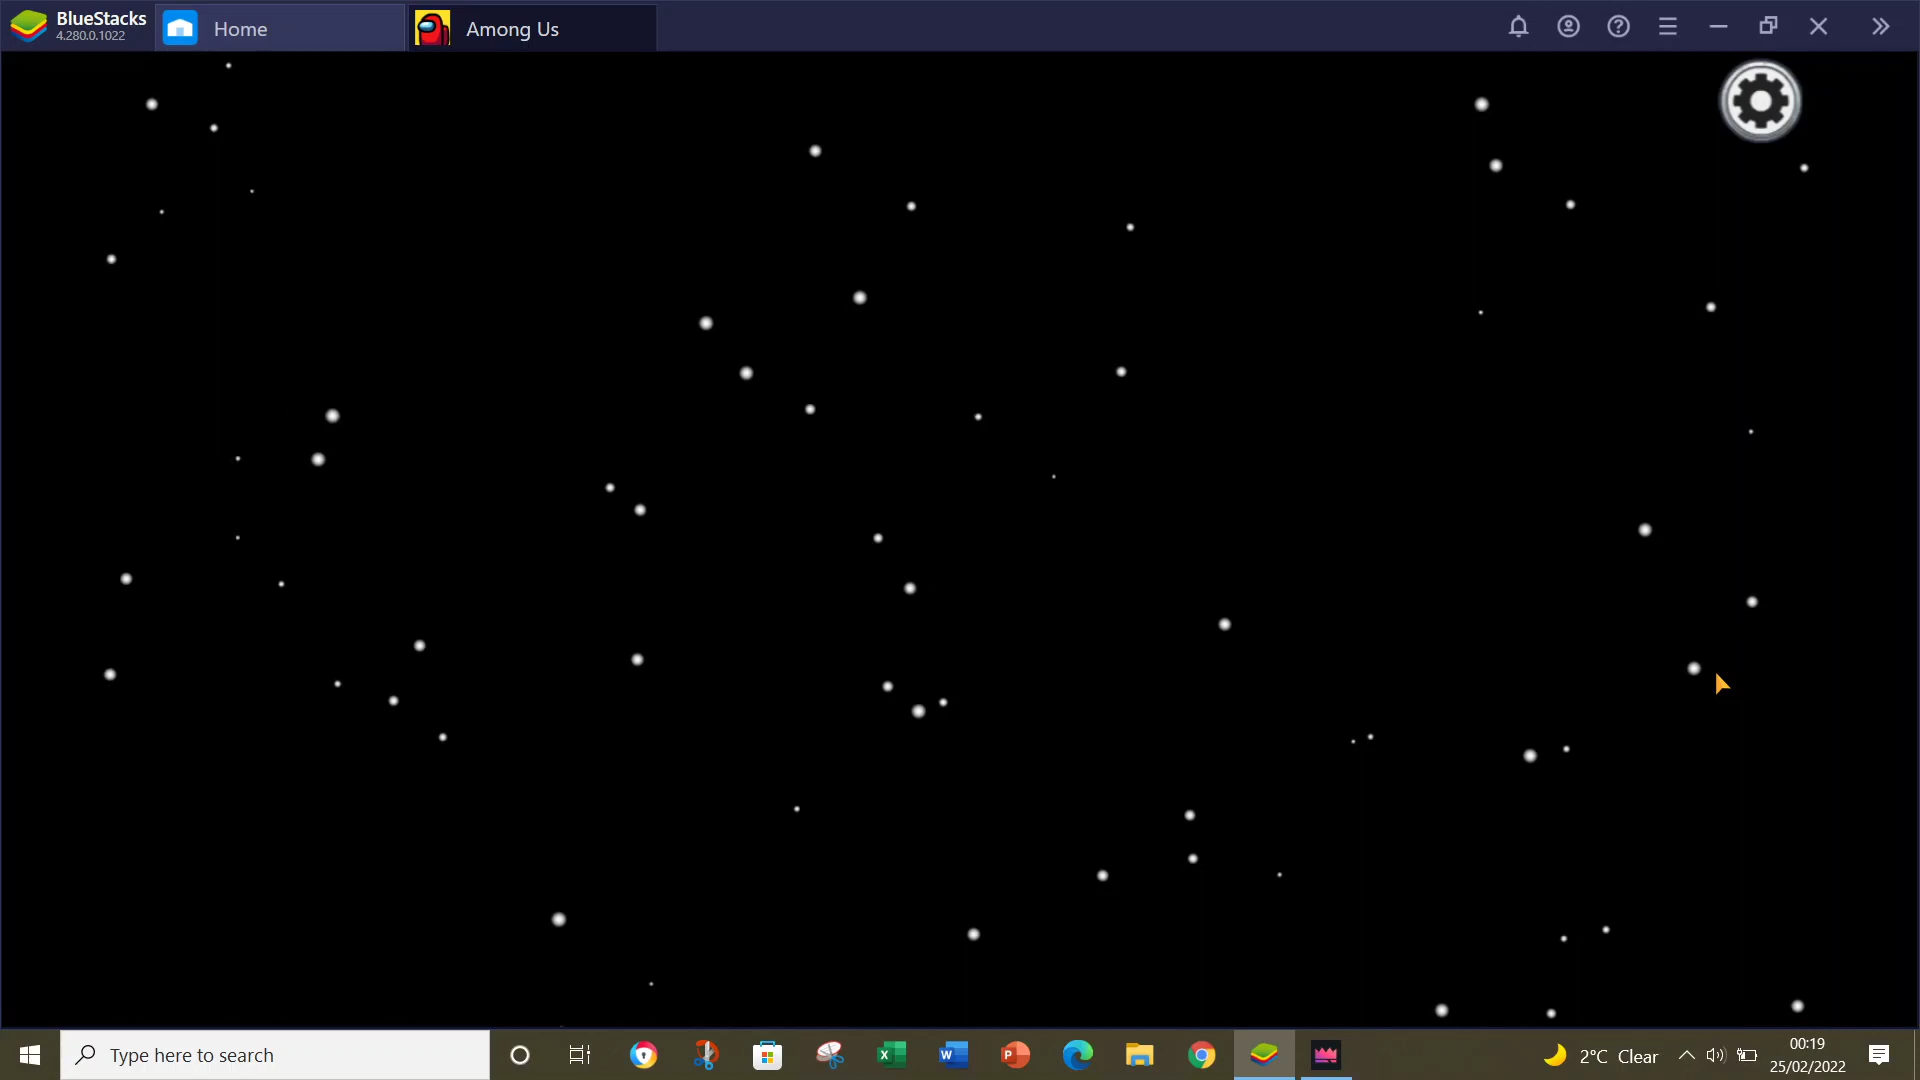 BlueStacks
4.280.0.1022
Home
Among Us
Type here to search
2°C Clear
00:19
25/02/2022